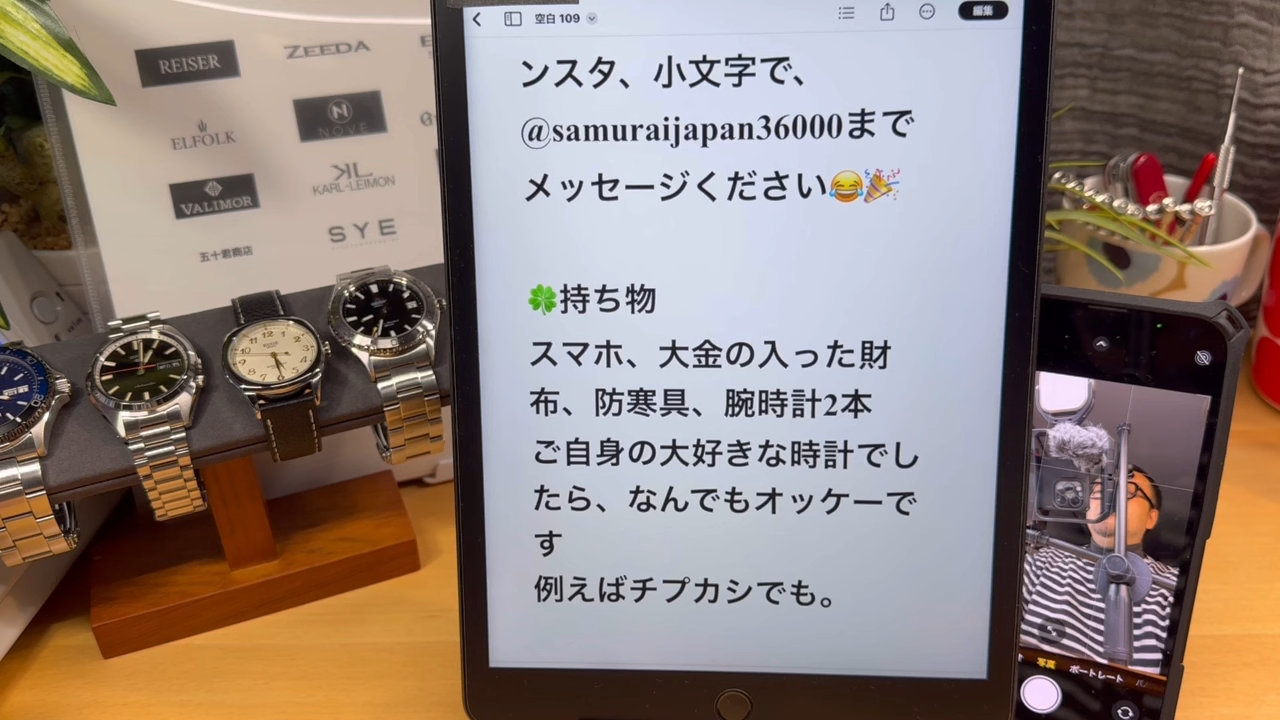 空白 109
編集
ンスタ、小文字で、
@samuraijapan36000まで
メッセージください😂🎉
🍀持ち物
スマホ、大金の入った財
布、防寒具、腕時計2本
ご自身の大好きな時計でし
たら、なんでもオッケーで
す
例えばチプカシでも。
REISER
ZEEDA
ELFOLK
NOVE
VALIMOR
KL
KARL-LEIMON
五十君商店
SYE
写真
ポートレート